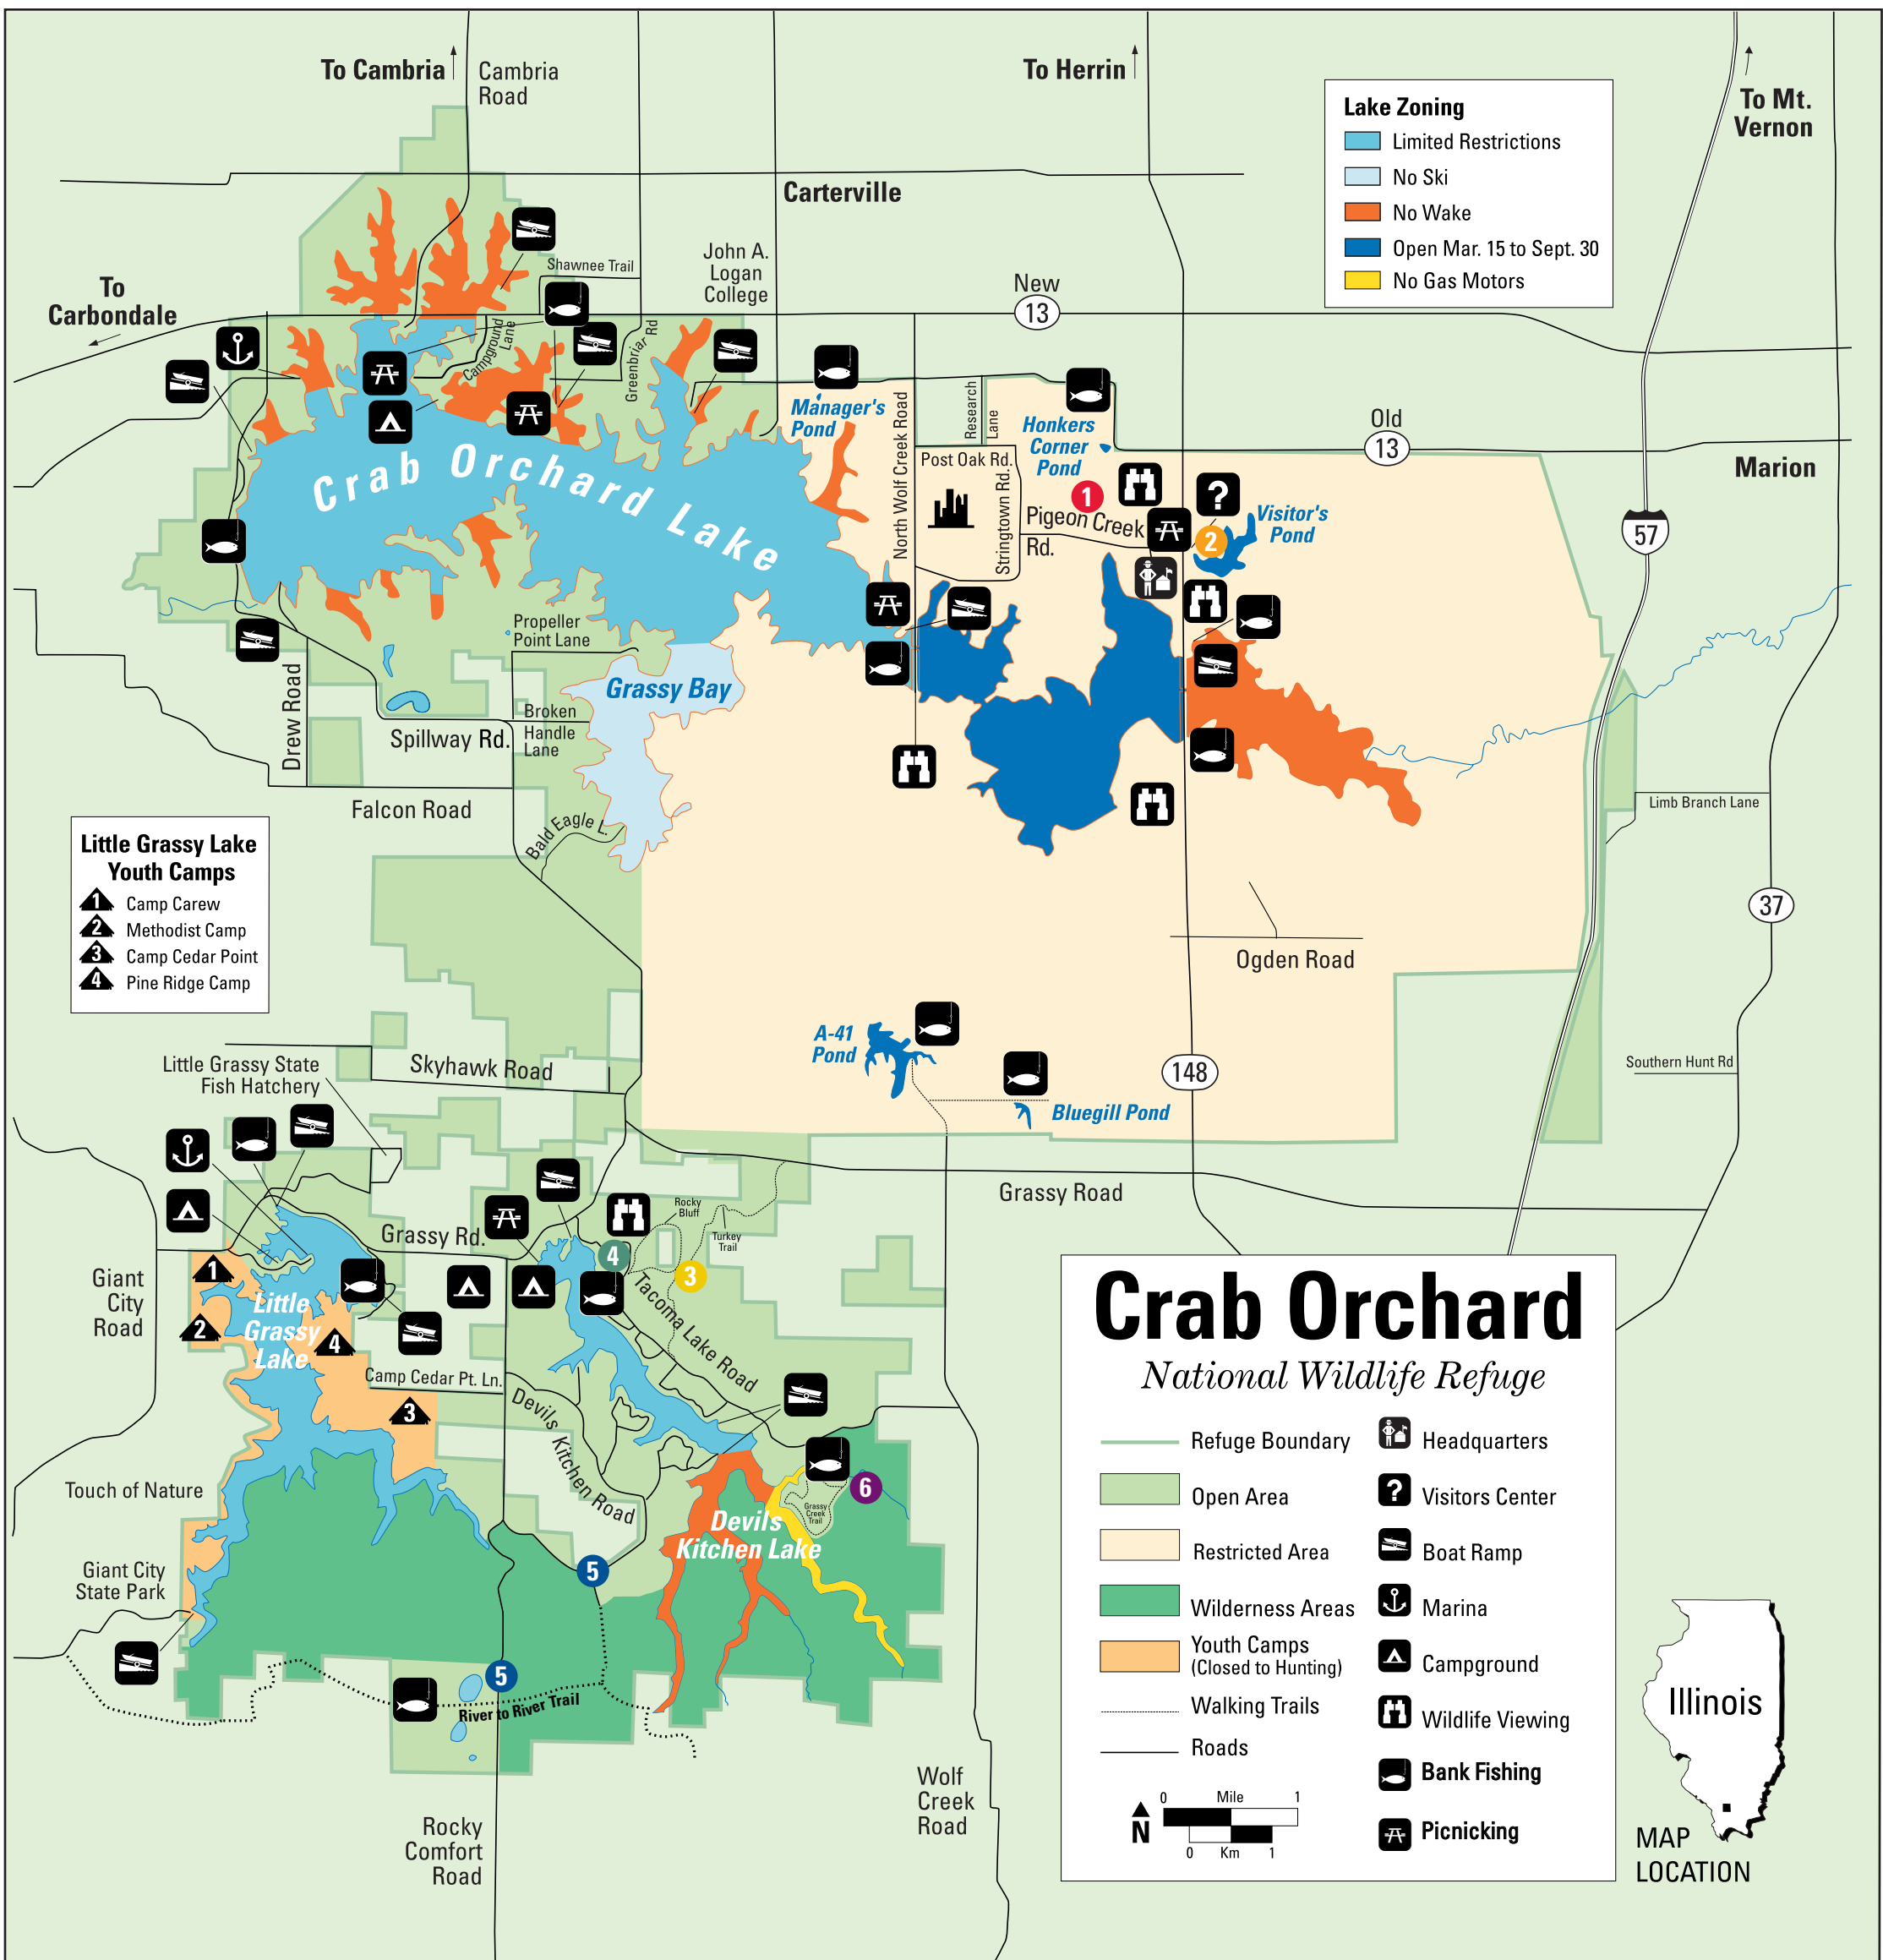 To Cambria
Cambria
Road
To Herrin
To Mt.
Vernon
Lake Zoning
Limited Restrictions
No Ski
No Wake
Open Mar. 15 to Sept. 30
No Gas Motors
Carterville
Shawnee Trail
John A.
Logan
College
To
Carbondale
New
13
Campground
Lane
Greenbriar Rd
Manager's
Pond
North Wolf Creek Road
Research
Lane
Honkers
Corner
Pond
Old
13
Marion
Post Oak Rd.
Stringtown Rd.
1
Pigeon Creek
Rd.
?
2
Visitor's
Pond
57
Crab Orchard Lake
Propeller
Point Lane
Grassy Bay
Drew Road
Broken
Handle
Lane
Spillway Rd.
Falcon Road
Bald Eagle L.
Limb Branch Lane
37
Little Grassy Lake
Youth Camps
1 Camp Carew
2 Methodist Camp
3 Camp Cedar Point
4 Pine Ridge Camp
Ogden Road
A-41
Pond
Bluegill Pond
148
Southern Hunt Rd
Skyhawk Road
Little Grassy State
Fish Hatchery
Grassy Road
Rocky
Bluff
Turkey
Trail
Grassy Rd.
4
3
Giant
City
Road
1
2
Little
Grassy
Lake
4
Tacoma Lake Road
Camp Cedar Pt. Ln.
3
Devils Kitchen Road
Touch of Nature
6
Grassy
Creek
Trail
Devils
Kitchen Lake
Giant City
State Park
5
5
River to River Trail
Wolf
Creek
Road
Rocky
Comfort
Road
Crab Orchard
National Wildlife Refuge
Refuge Boundary
Open Area
Restricted Area
Wilderness Areas
Youth Camps
(Closed to Hunting)
Walking Trails
Roads
Headquarters
? Visitors Center
Boat Ramp
Marina
Campground
Wildlife Viewing
Bank Fishing
Picnicking
0 Mile 1
N
0 Km 1
Illinois
MAP
LOCATION